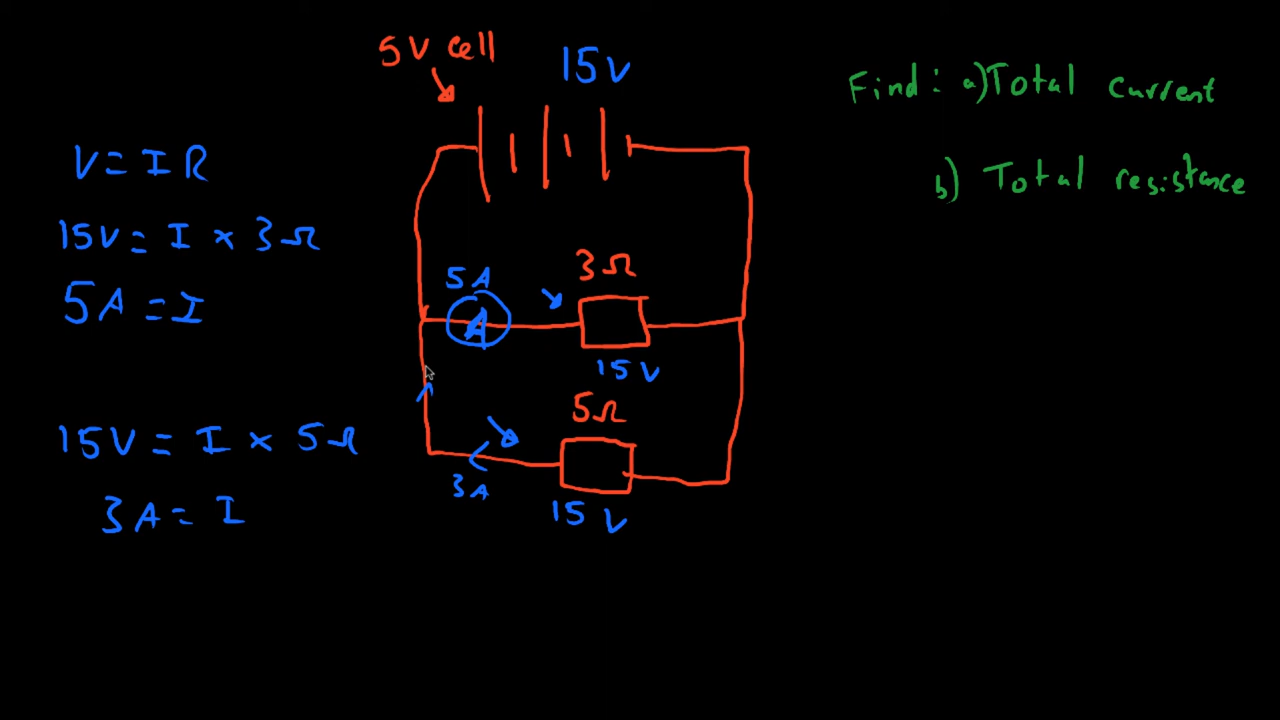 5V cell
15V
Find: a) Total current
b) Total resistance
V = I R
15V = I × 3Ω
5A = I
5A
A
3Ω
15V
15V = I × 5Ω
3A = I
5Ω
3A
15V